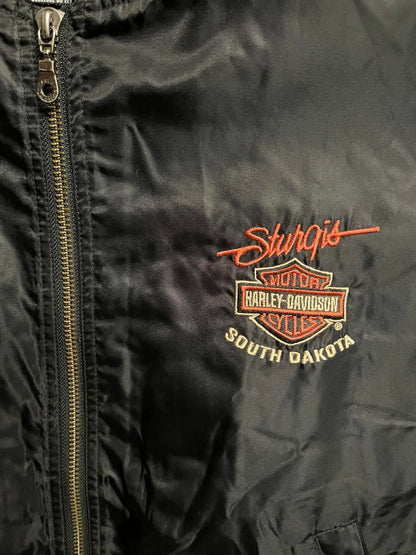 Sturgis
MOTOR
HARLEY-DAVIDSON
CYCLES
®
SOUTH DAKOTA